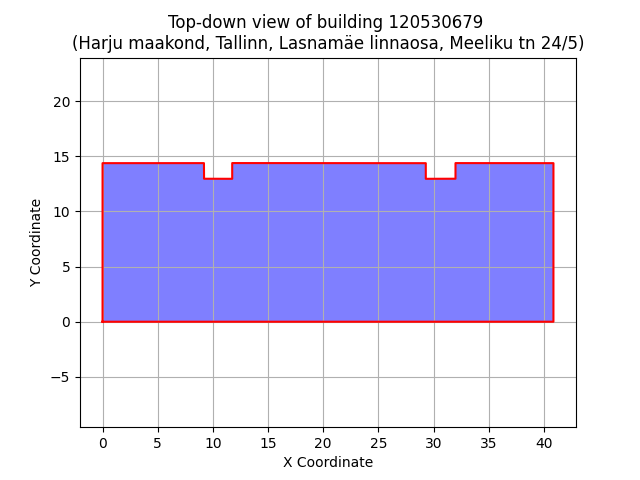 Top-down view of building 120530679
(Harju maakond, Tallinn, Lasnamäe linnaosa, Meeliku tn 24/5)
20
15
10
5
0
−5
Y Coordinate
0 5 10 15 20 25 30 35 40
X Coordinate